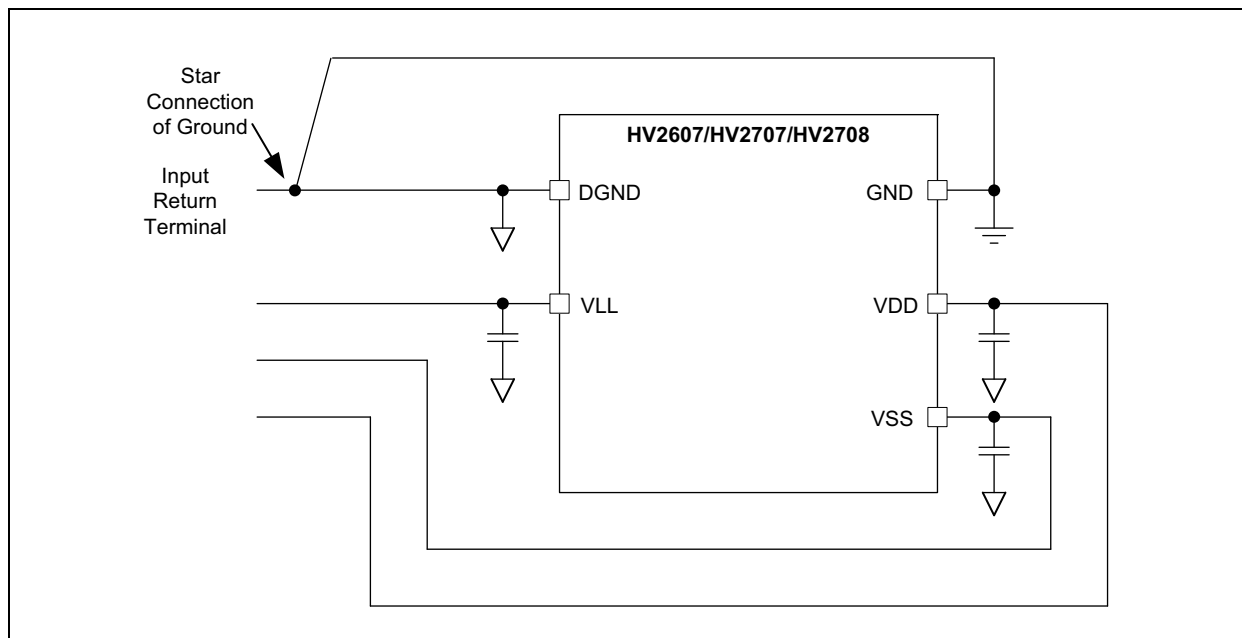 Star
Connection
of Ground
Input
Return
Terminal
HV2607/HV2707/HV2708
DGND
GND
VLL
VDD
VSS